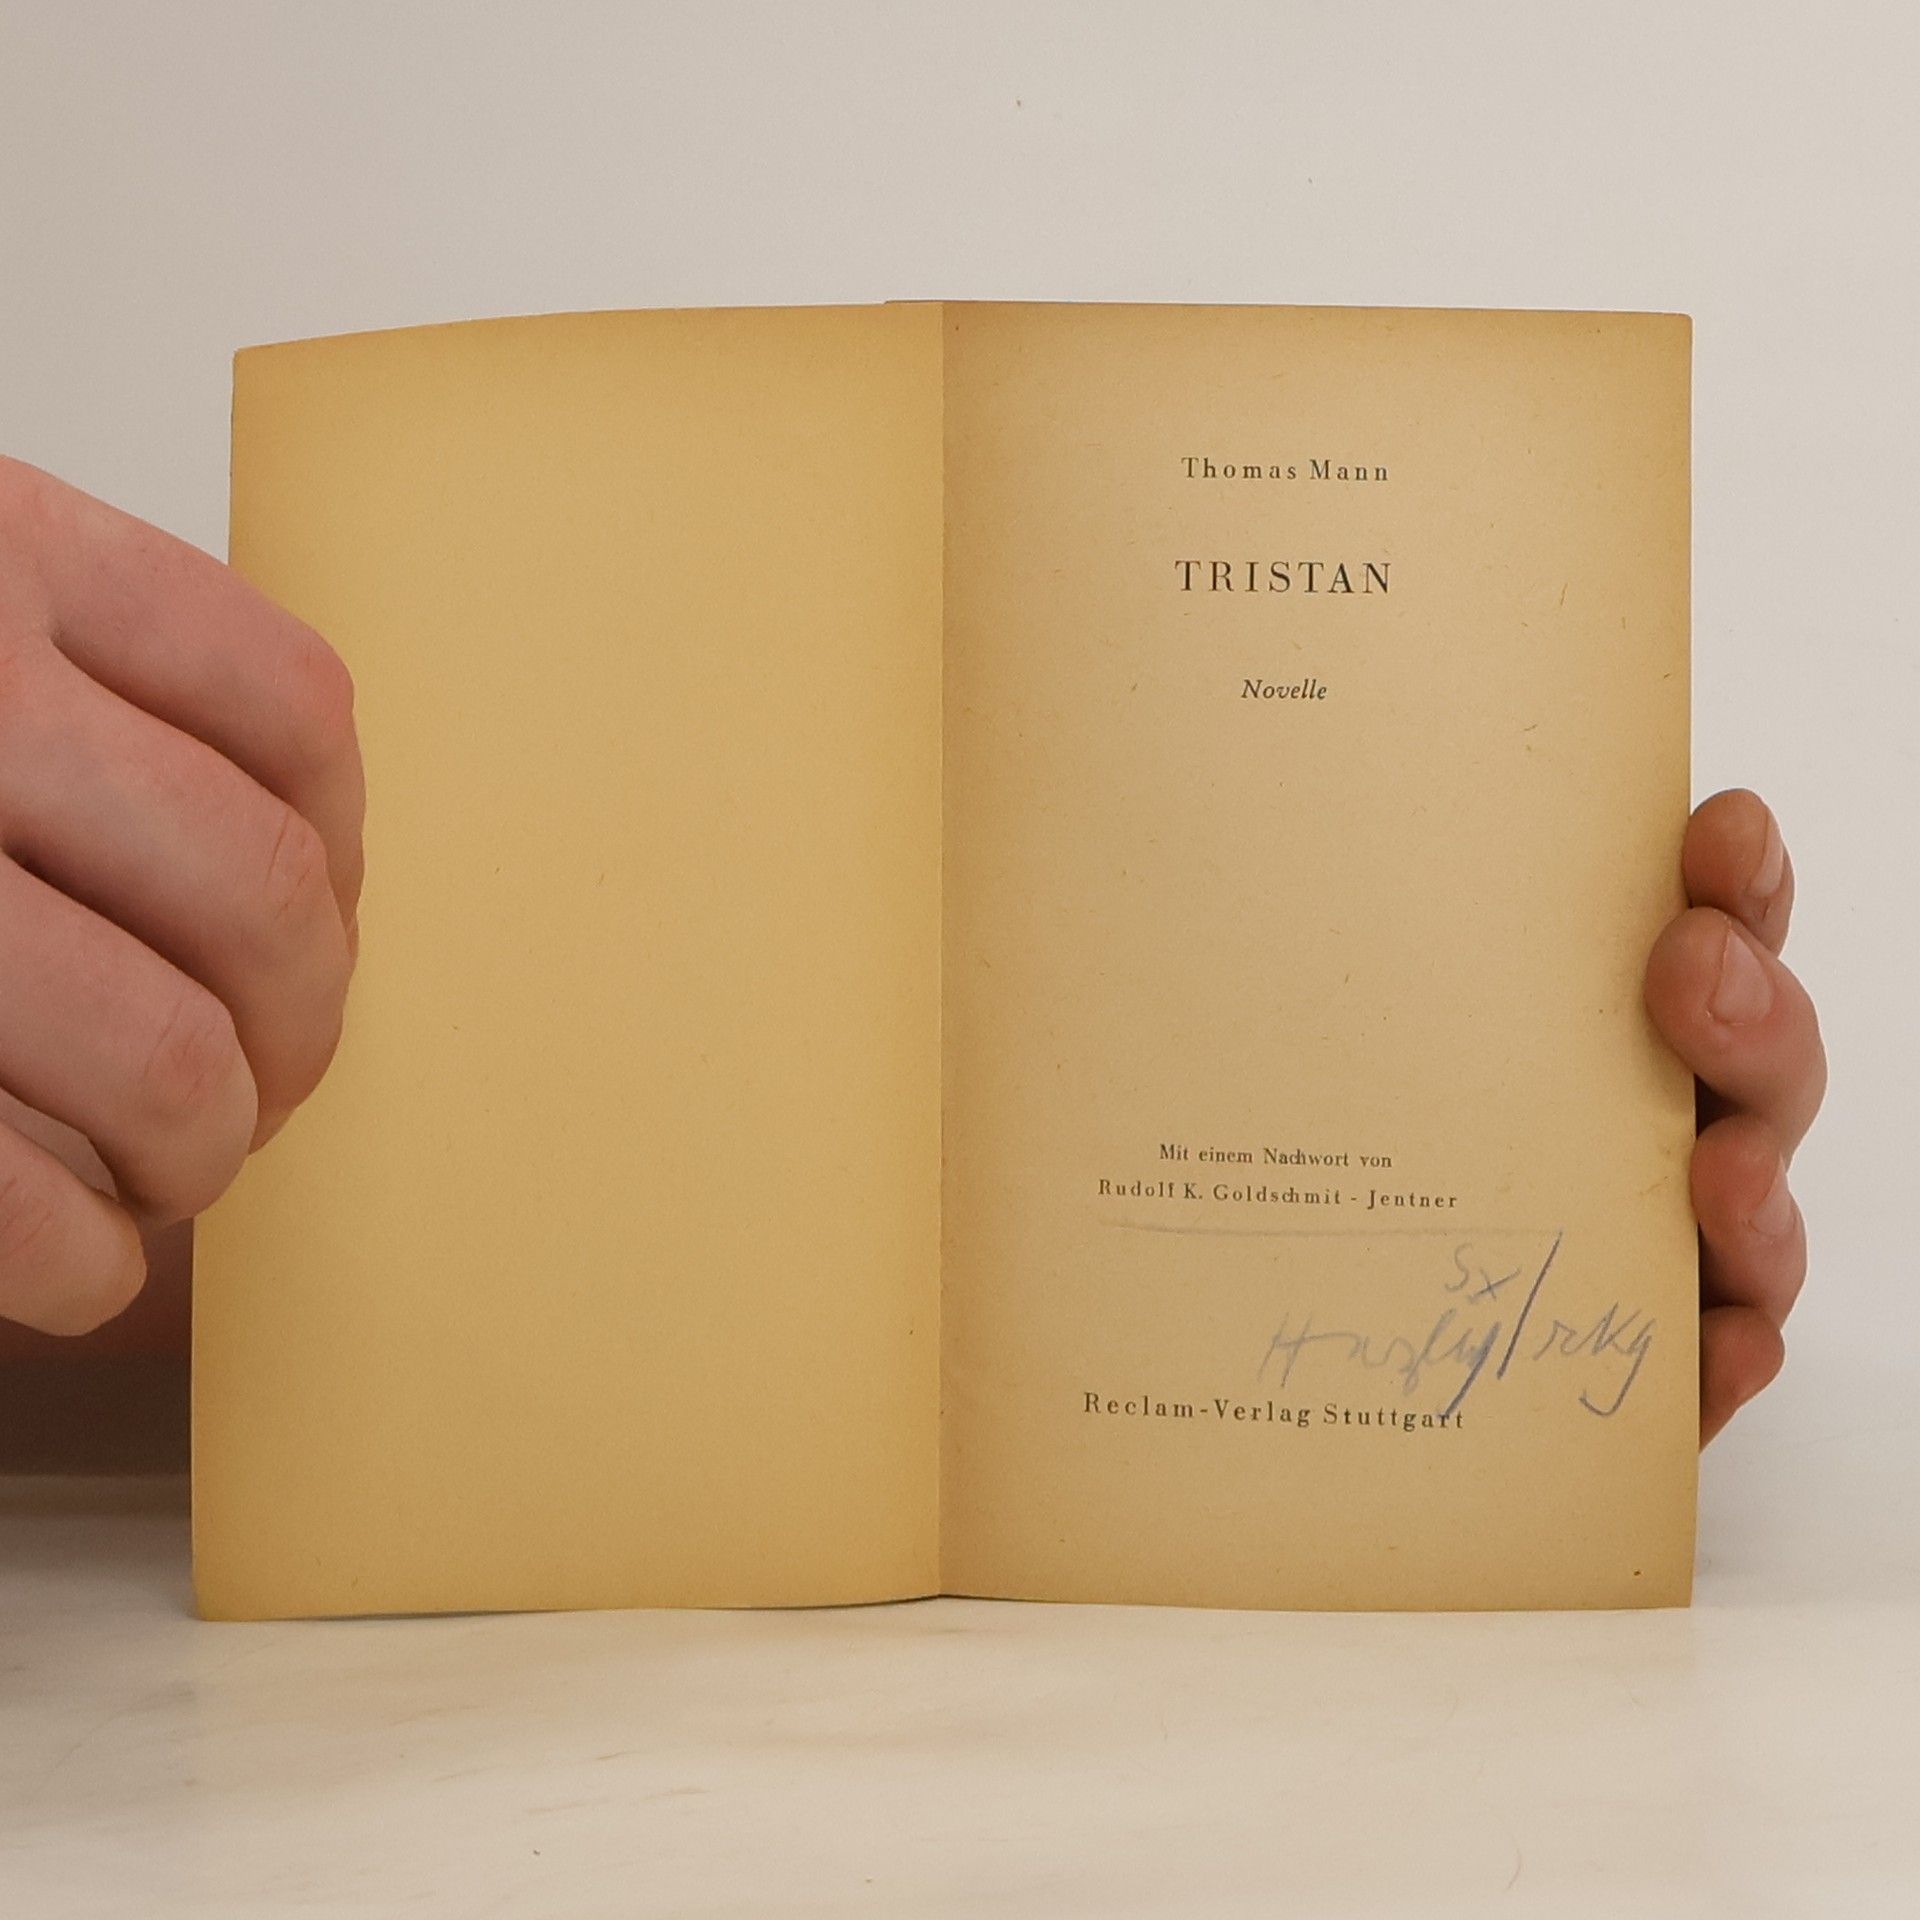 Thomas Mann
TRISTAN
Novelle
Mit einem Nachwort von
Rudolf K. Goldschmit - Jentner
Reclam-Verlag Stuttgart